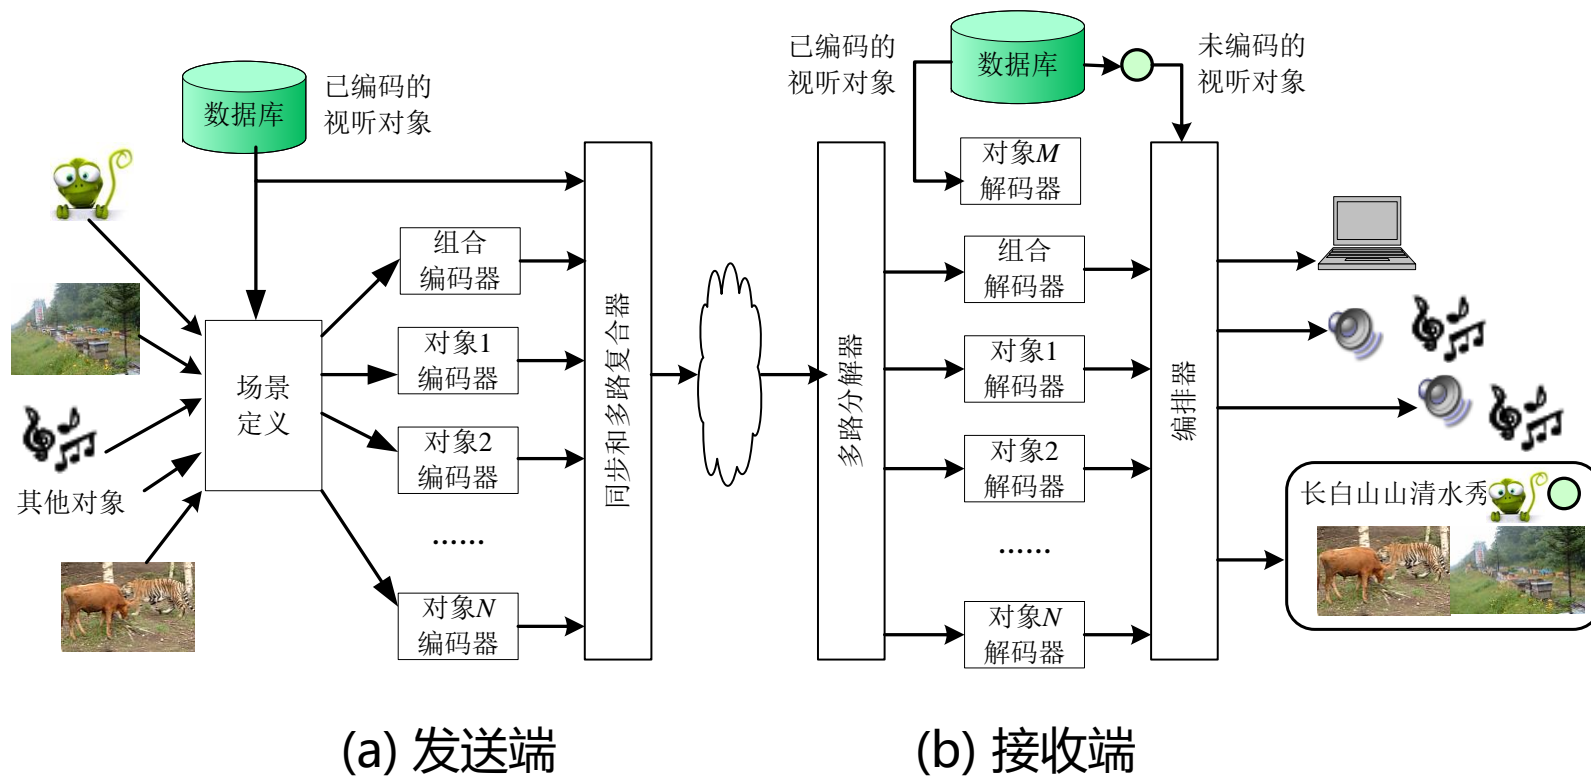 数据库
已编码的
视听对象
其他对象
场景
定义
组合
编码器
对象1
编码器
对象2
编码器
……
对象N
编码器
同步和多路复合器
(a) 发送端
已编码的
视听对象
数据库
未编码的
视听对象
多路分解器
对象M
解码器
组合
解码器
对象1
解码器
对象2
解码器
……
对象N
解码器
编排器
长白山山清水秀
(b) 接收端